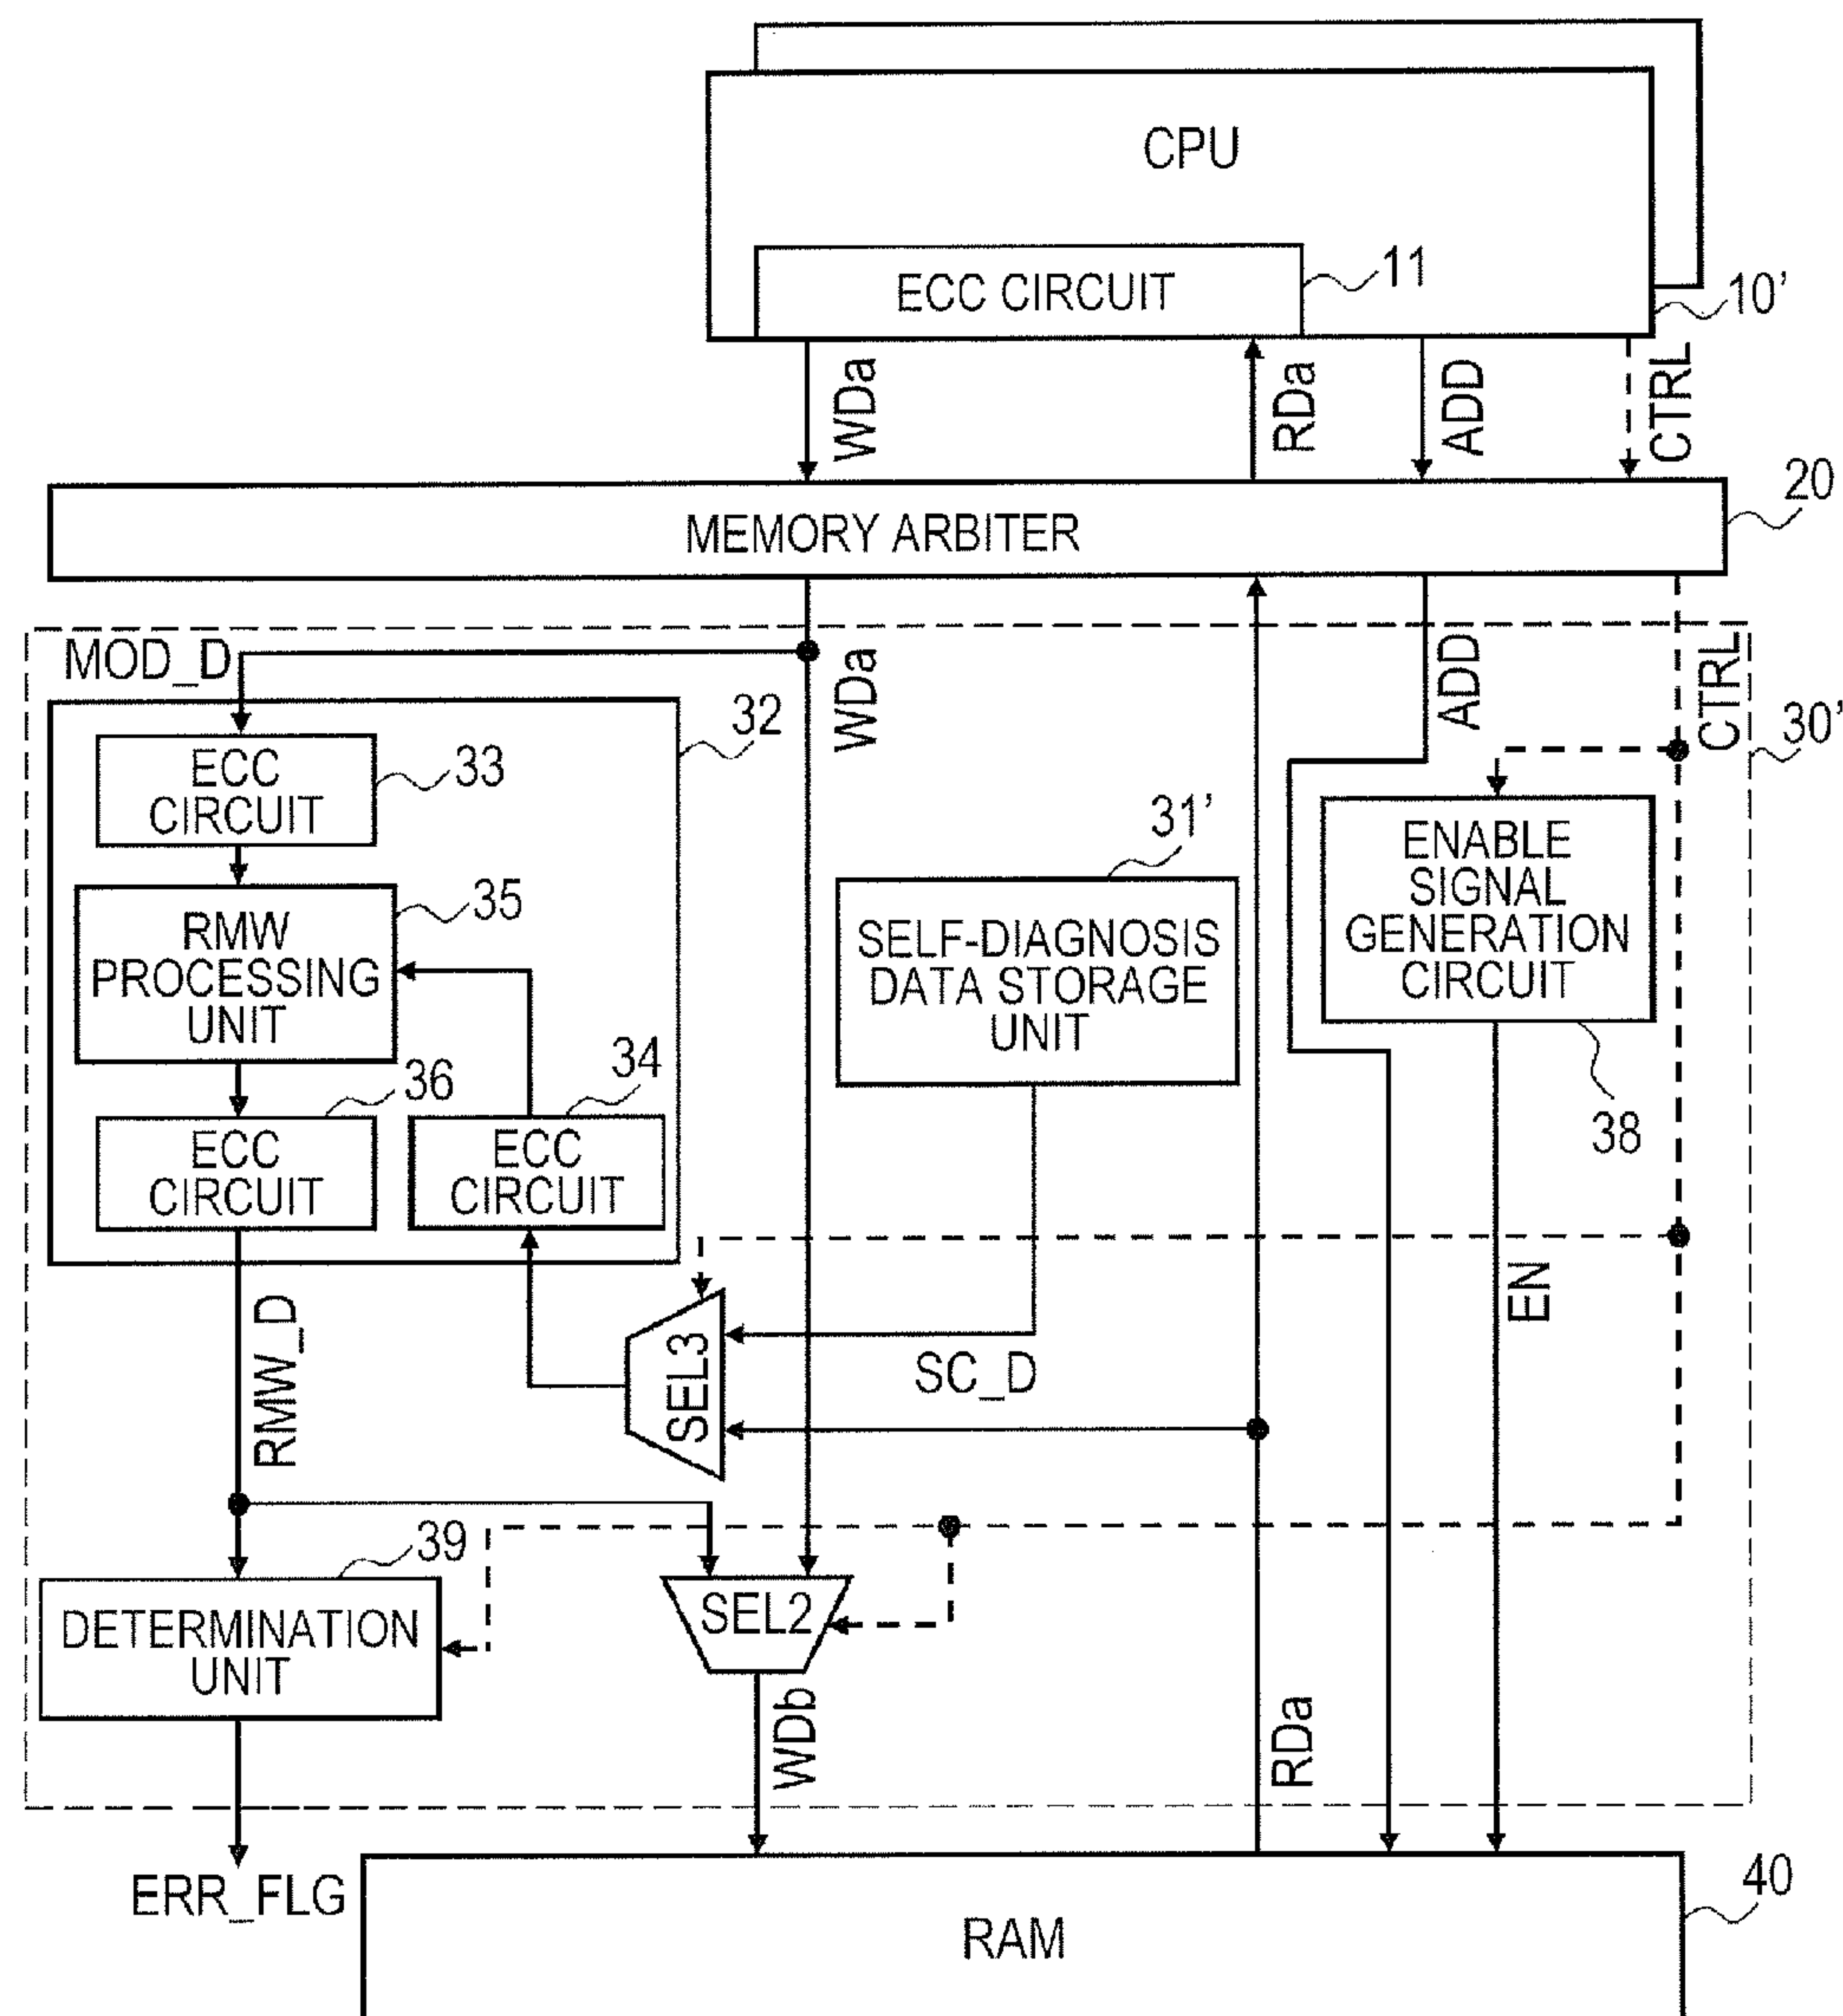 CPU
ECC CIRCUIT
11
10'
WDa
RDa
ADD
CTRL
20
MEMORY ARBITER
MOD_D
32
WDa
ADD
CTRL
30'
ECC
CIRCUIT
33
31'
ENABLE
SIGNAL
GENERATION
CIRCUIT
35
RMW
PROCESSING
UNIT
SELF-DIAGNOSIS
DATA STORAGE
UNIT
36
34
38
ECC
CIRCUIT
ECC
CIRCUIT
RMW_D
SEL3
SC_D
EN
39
DETERMINATION
UNIT
SEL2
WDb
RDa
ERR_FLG
40
RAM